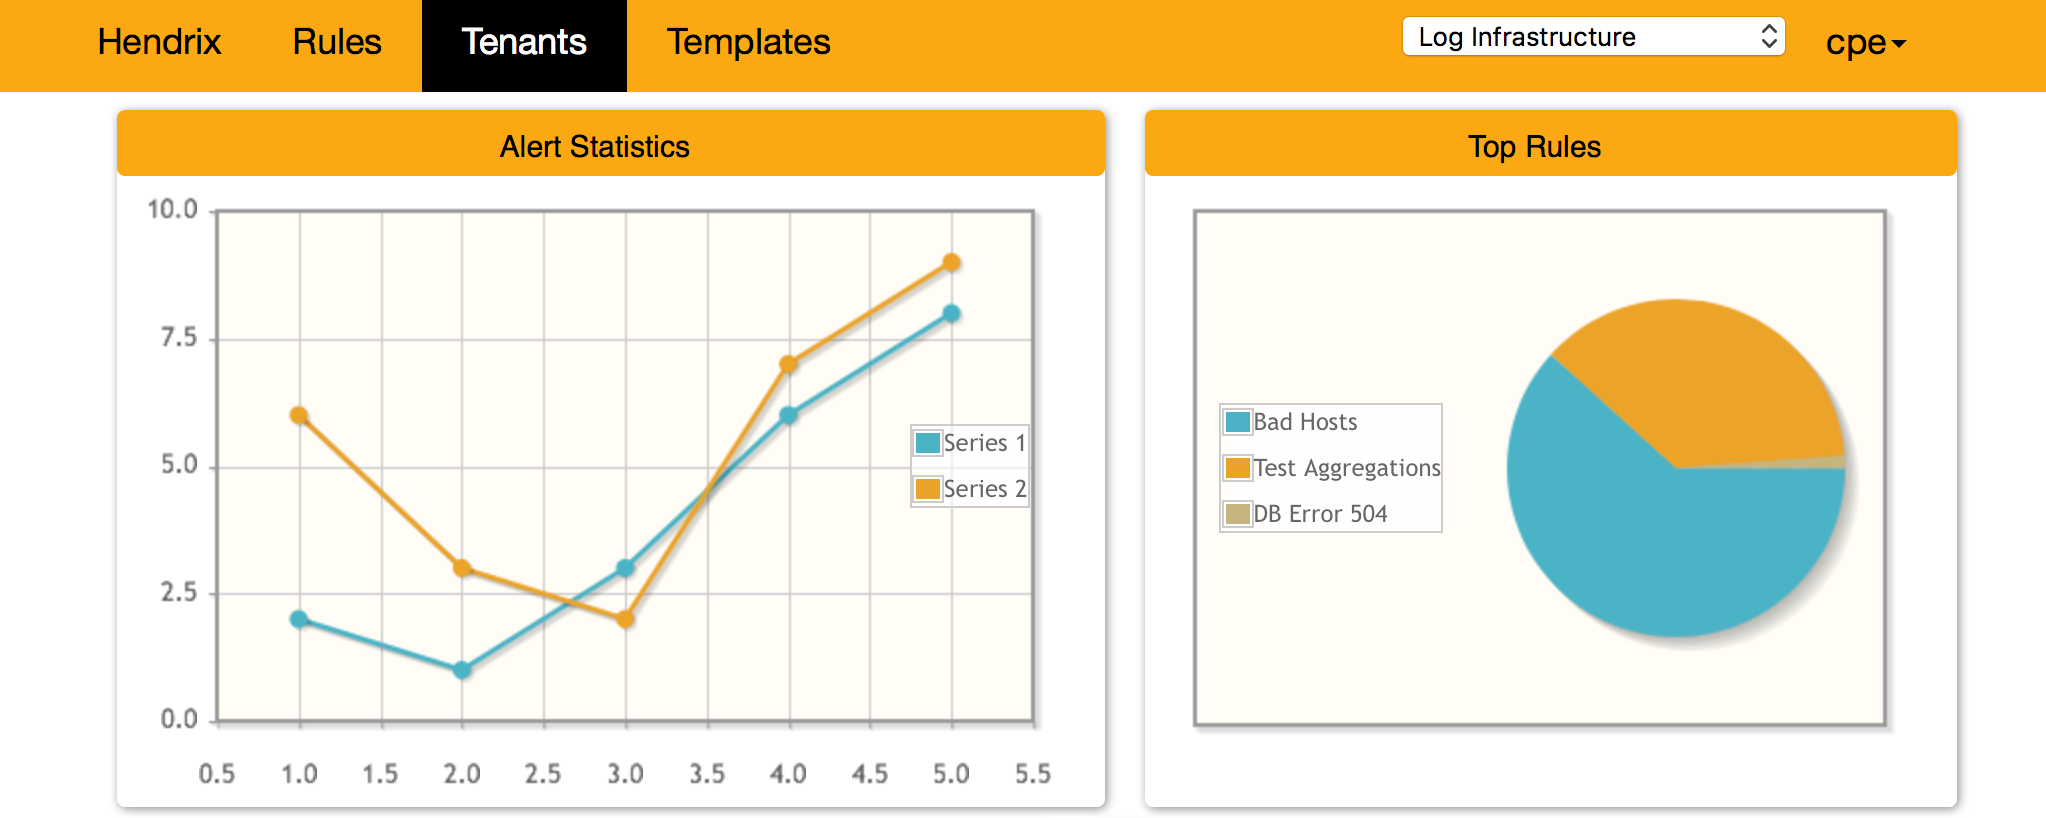 Hendrix Rules Tenants Templates Log Infrastructure cpe
Alert Statistics
10.0
7.5
5.0
2.5
0.0
0.5 1.0 1.5 2.0 2.5 3.0 3.5 4.0 4.5 5.0 5.5
Series 1
Series 2
Top Rules
Bad Hosts
Test Aggregations
DB Error 504